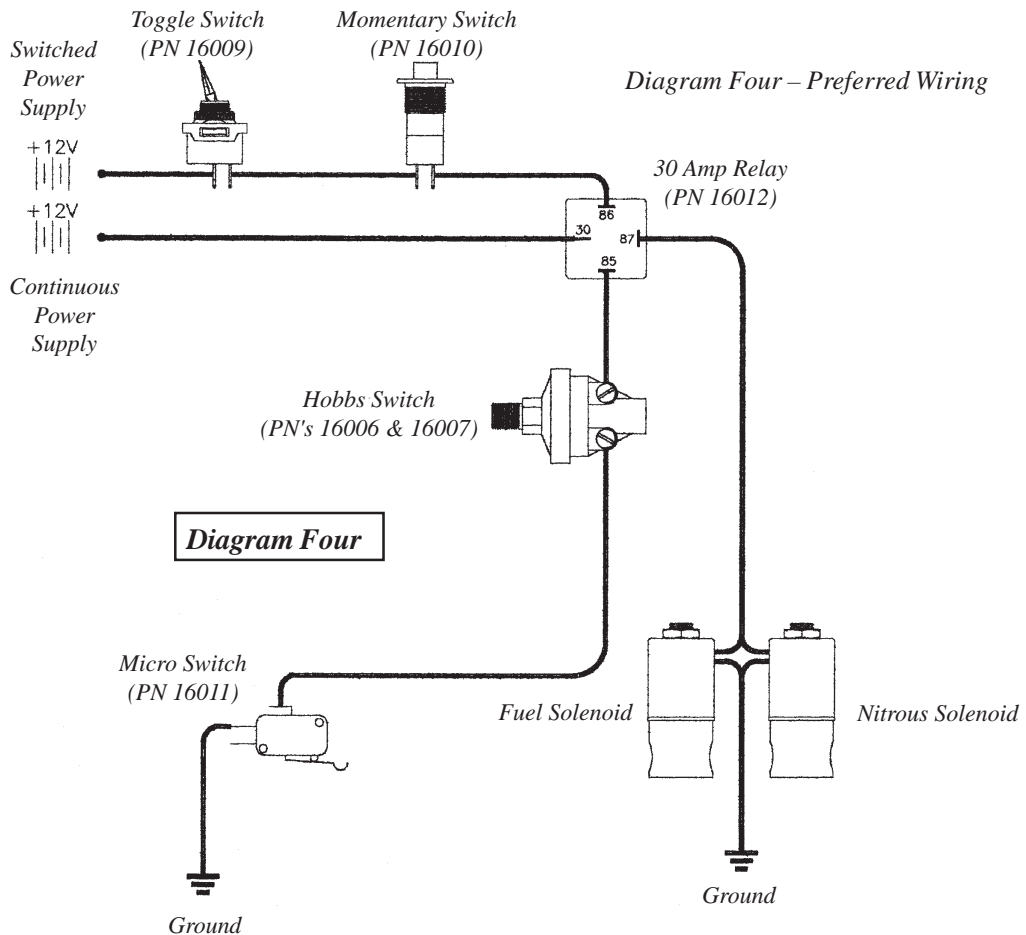 Toggle Switch
(PN 16009)
Momentary Switch
(PN 16010)
Switched
Power
Supply
Diagram Four – Preferred Wiring
+12V
30 Amp Relay
(PN 16012)
+12V
86
30
87
85
Continuous
Power
Supply
Hobbs Switch
(PN's 16006 & 16007)
Diagram Four
Micro Switch
(PN 16011)
Fuel Solenoid
Nitrous Solenoid
Ground
Ground